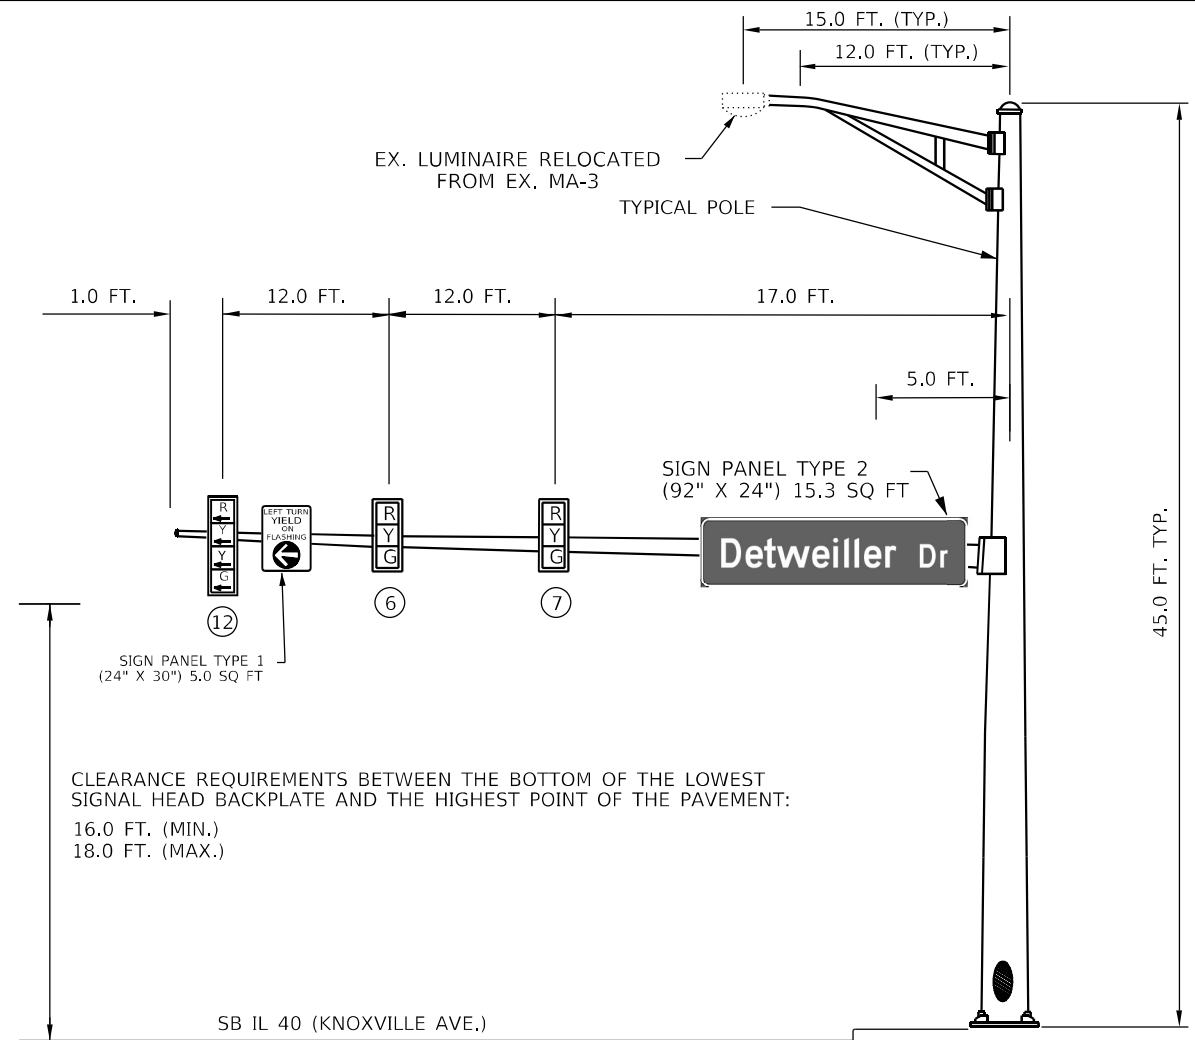 15.0 FT. (TYP.)
12.0 FT. (TYP.)
EX. LUMINAIRE RELOCATED
FROM EX. MA-3
TYPICAL POLE
1.0 FT.
12.0 FT.
12.0 FT.
17.0 FT.
5.0 FT.
SIGN PANEL TYPE 2
(92" X 24") 15.3 SQ FT
45.0 FT. TYP.
R
Y
Y
G
LEFT TURN
YIELD
ON
FLASHING
R
Y
G
R
Y
G
Detweiller Dr
12
6
7
SIGN PANEL TYPE 1
(24" X 30") 5.0 SQ FT
CLEARANCE REQUIREMENTS BETWEEN THE BOTTOM OF THE LOWEST
SIGNAL HEAD BACKPLATE AND THE HIGHEST POINT OF THE PAVEMENT:
16.0 FT. (MIN.)
18.0 FT. (MAX.)
SB IL 40 (KNOXVILLE AVE.)